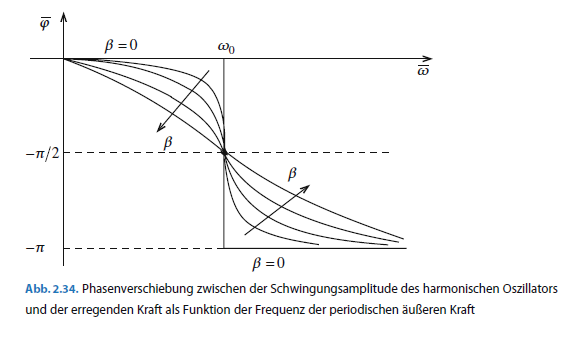 φ̅
β = 0
ω₀
ω̅
β
−π/2
β
−π
β = 0
Abb. 2.34. Phasenverschiebung zwischen der Schwingungsamplitude des harmonischen Oszillators
und der erregenden Kraft als Funktion der Frequenz der periodischen äußeren Kraft